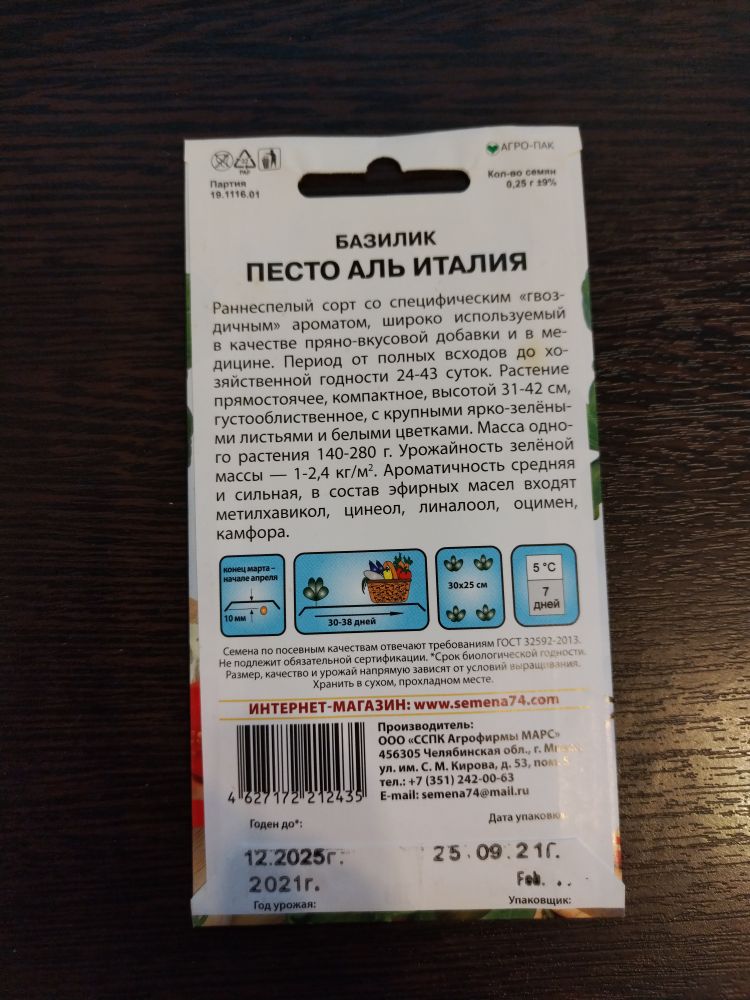 АГРО-ПАК
PAP
Партия
19.1116.01
Кол-во семян
0,25 г ±9%
БАЗИЛИК
ПЕСТО АЛЬ ИТАЛИЯ
Раннеспелый сорт со специфическим «гвоз-
дичным» ароматом, широко используемый
в качестве пряно-вкусовой добавки и в ме-
дицине. Период от полных всходов до хо-
зяйственной годности 24-43 суток. Растение
прямостоячее, компактное, высотой 31-42 см,
густооблиственное, с крупными ярко-зелёны-
ми листьями и белыми цветками. Масса одно-
го растения 140-280 г. Урожайность зелёной
массы — 1-2,4 кг/м². Ароматичность средняя
и сильная, в состав эфирных масел входят
метилхавикол, цинеол, линалоол, оцимен,
камфора.
конец марта –
начале апреля
10 мм
30-38 дней
30х25 см
5 °C
7
дней
Семена по посевным качествам отвечают требованиям ГОСТ 32592-2013.
Не подлежит обязательной сертификации. *Срок биологической годности.
Размер, качество и урожай напрямую зависят от условий выращивания.
Хранить в сухом, прохладном месте.
ИНТЕРНЕТ-МАГАЗИН: www.semena74.com
Производитель:
ООО «ССПК Агрофирмы МАРС»
456305 Челябинская обл., г.
ул. им. С. М. Кирова, д. 53, пом. 5
тел.: +7 (351) 242-00-63
E-mail: semena74@mail.ru
4 627172 212435
Годен до*:
Дата упаковки
12.2025г.
25.09.21г.
2021г.
Год урожая:
Упаковщик: